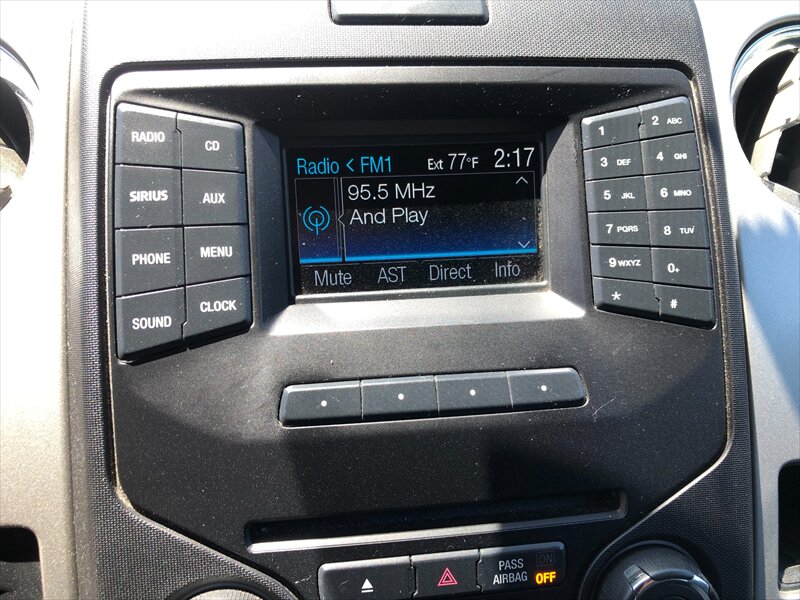 RADIO CD
SIRIUS AUX
PHONE MENU
SOUND CLOCK
Radio < FM1 Ext 77°F 2:17
95.5 MHz
And Play
Mute AST Direct Info
1 2 ABC
3 DEF 4 GHI
5 JKL 6 MNO
7 PQRS 8 TUV
9 WXYZ 0+
* #
PASS AIRBAG ON
OFF